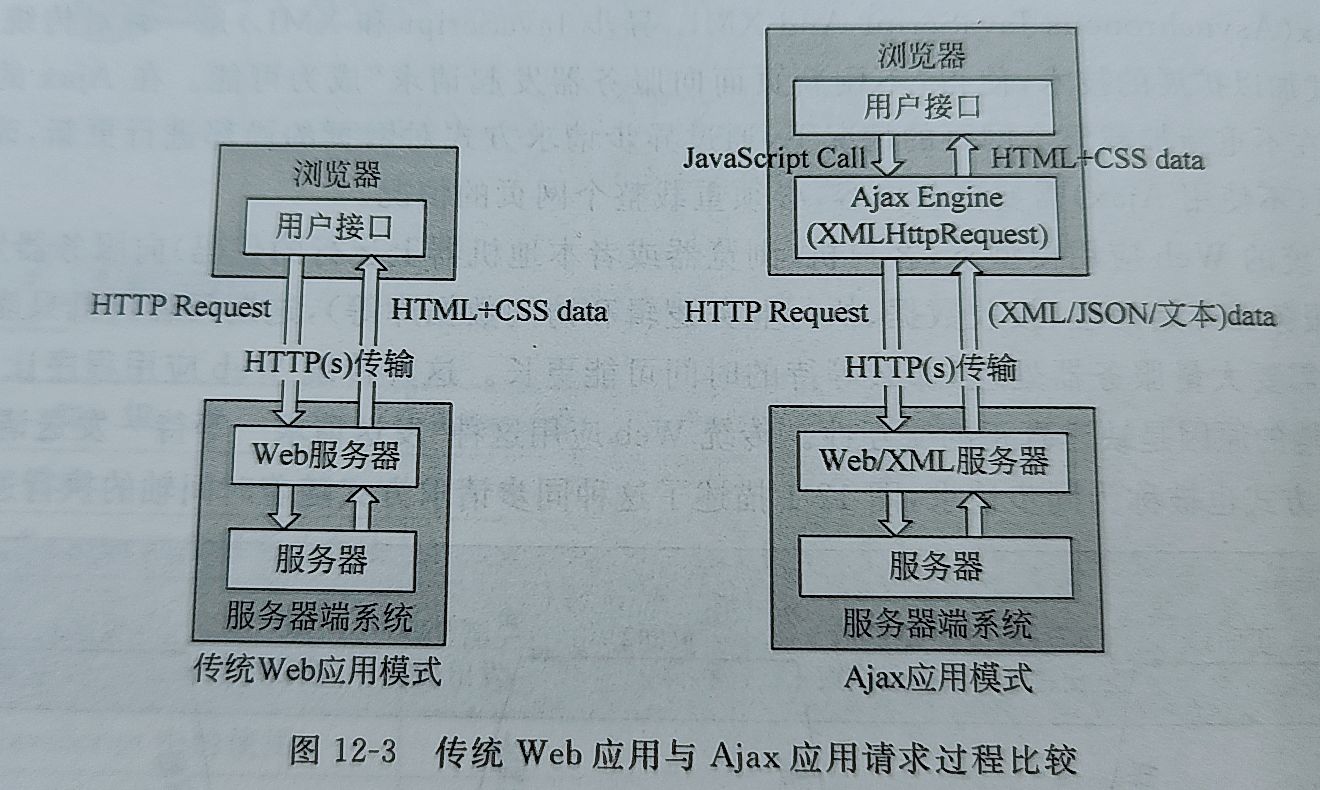 浏览器
用户接口
HTTP Request
HTML+CSS data
HTTP(s)传输
Web服务器
服务器
服务器端系统
传统Web应用模式
浏览器
用户接口
JavaScript Call
HTML+CSS data
Ajax Engine
(XMLHttpRequest)
HTTP Request
(XML/JSON/文本)data
HTTP(s)传输
Web/XML服务器
服务器
服务器端系统
Ajax应用模式
图 12-3 传统 Web 应用与 Ajax 应用请求过程比较